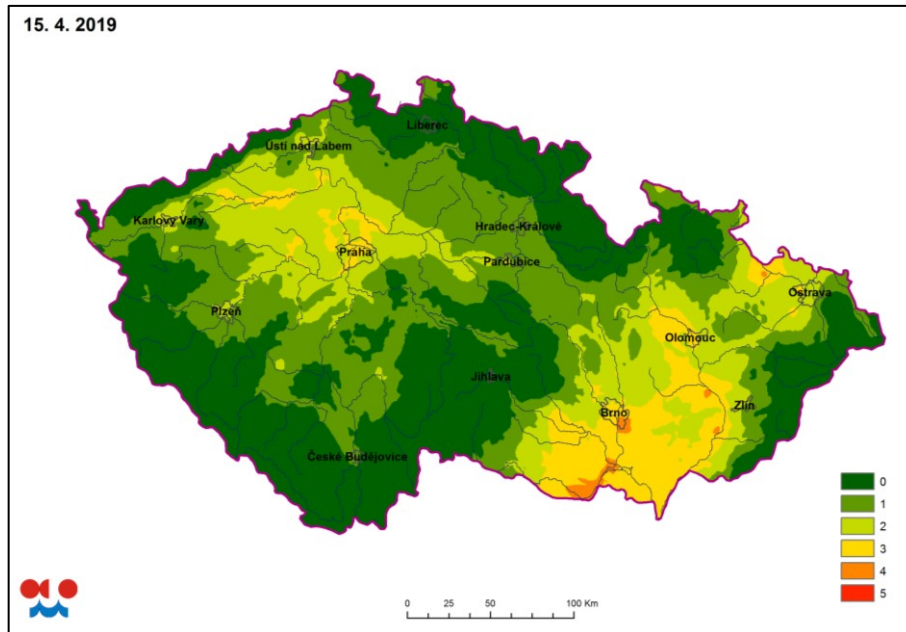 15. 4. 2019
Liberec
Ústí nad Labem
Karlovy Vary
Hradec-Králové
Praha
Pardubice
Ostrava
Plzeň
Olomouc
Jihlava
Zlín
Brno
České Budějovice
0
1
2
3
4
5
0 25 50 100 Km